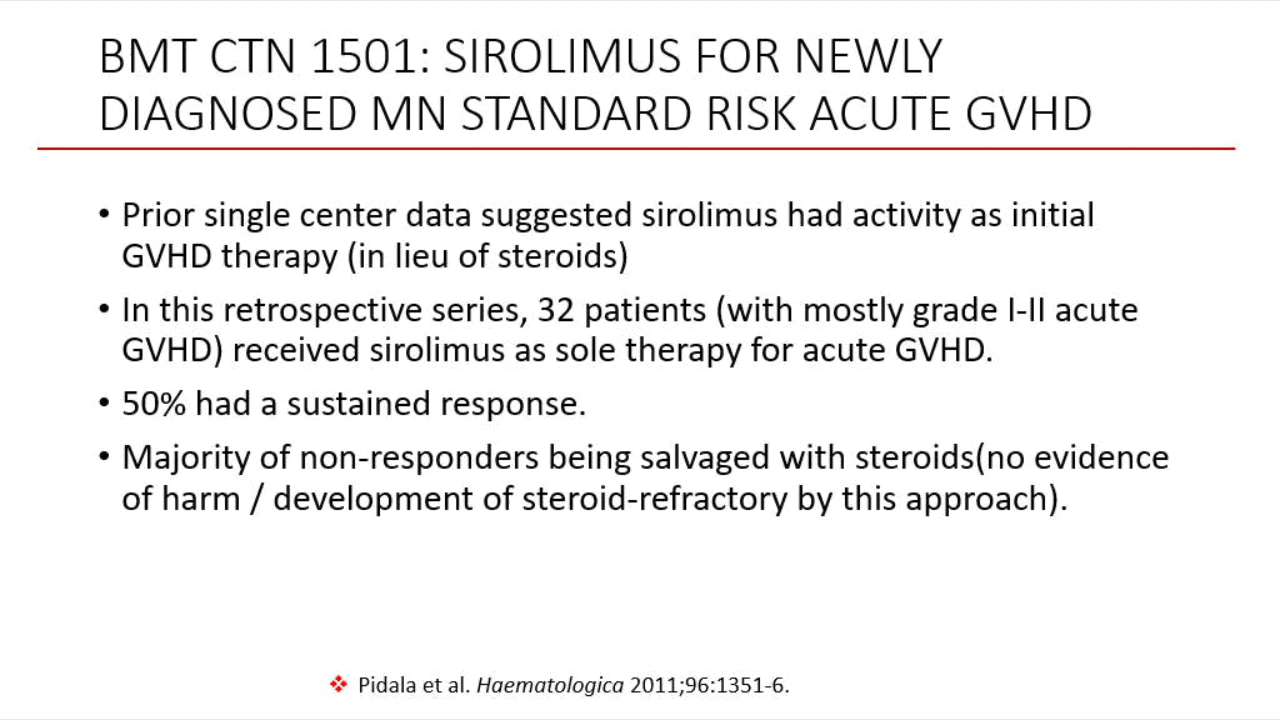 BMT CTN 1501: SIROLIMUS FOR NEWLY
DIAGNOSED MN STANDARD RISK ACUTE GVHD
• Prior single center data suggested sirolimus had activity as initial
GVHD therapy (in lieu of steroids)
• In this retrospective series, 32 patients (with mostly grade I-II acute
GVHD) received sirolimus as sole therapy for acute GVHD.
• 50% had a sustained response.
• Majority of non-responders being salvaged with steroids(no evidence
of harm / development of steroid-refractory by this approach).
❖ Pidala et al. Haematologica 2011;96:1351-6.